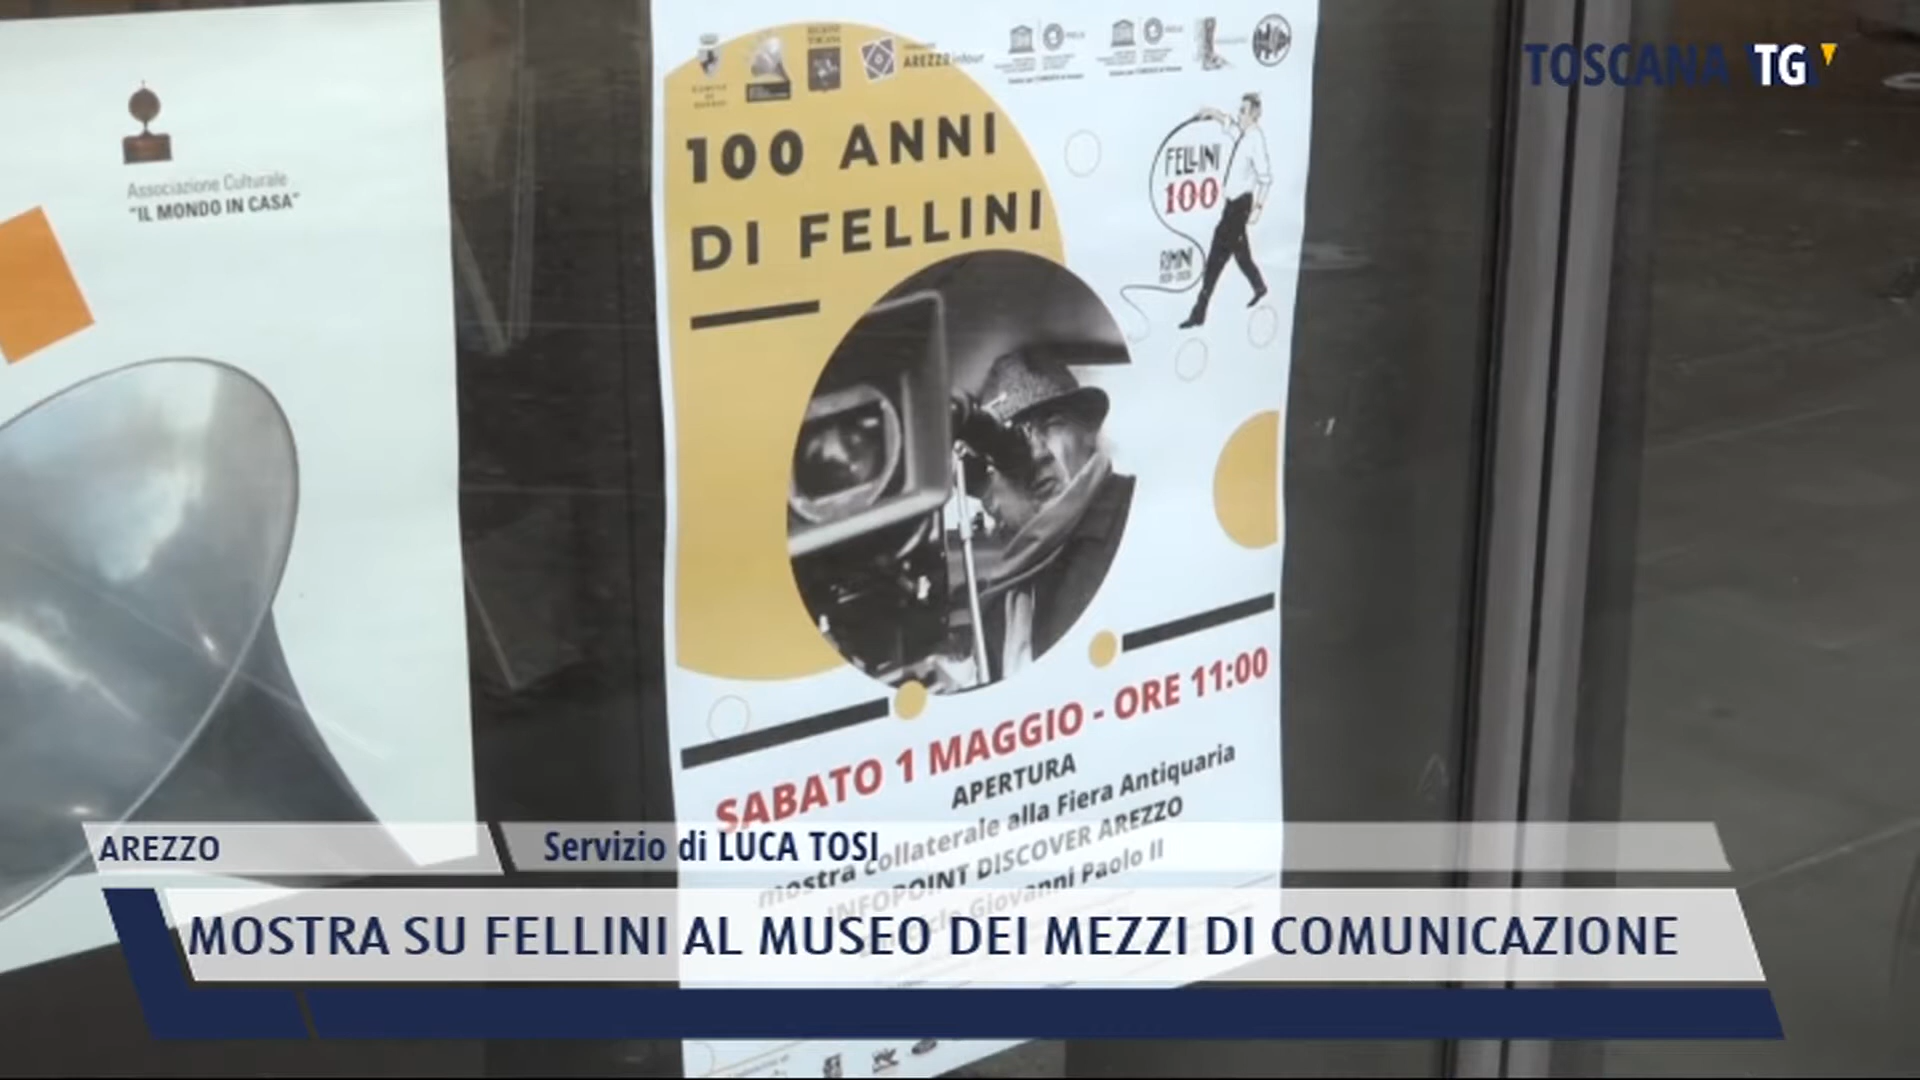 TOSCANA TG
AREZZO intour
Associazione Culturale
"IL MONDO IN CASA"
100 ANNI
DI FELLINI
FELLINI
100
SABATO 1 MAGGIO - ORE 11:00
APERTURA
mostra collaterale alla Fiera Antiquaria
INFOPOINT DISCOVER AREZZO
Giovanni Paolo II
AREZZO
Servizio di LUCA TOSI
MOSTRA SU FELLINI AL MUSEO DEI MEZZI DI COMUNICAZIONE